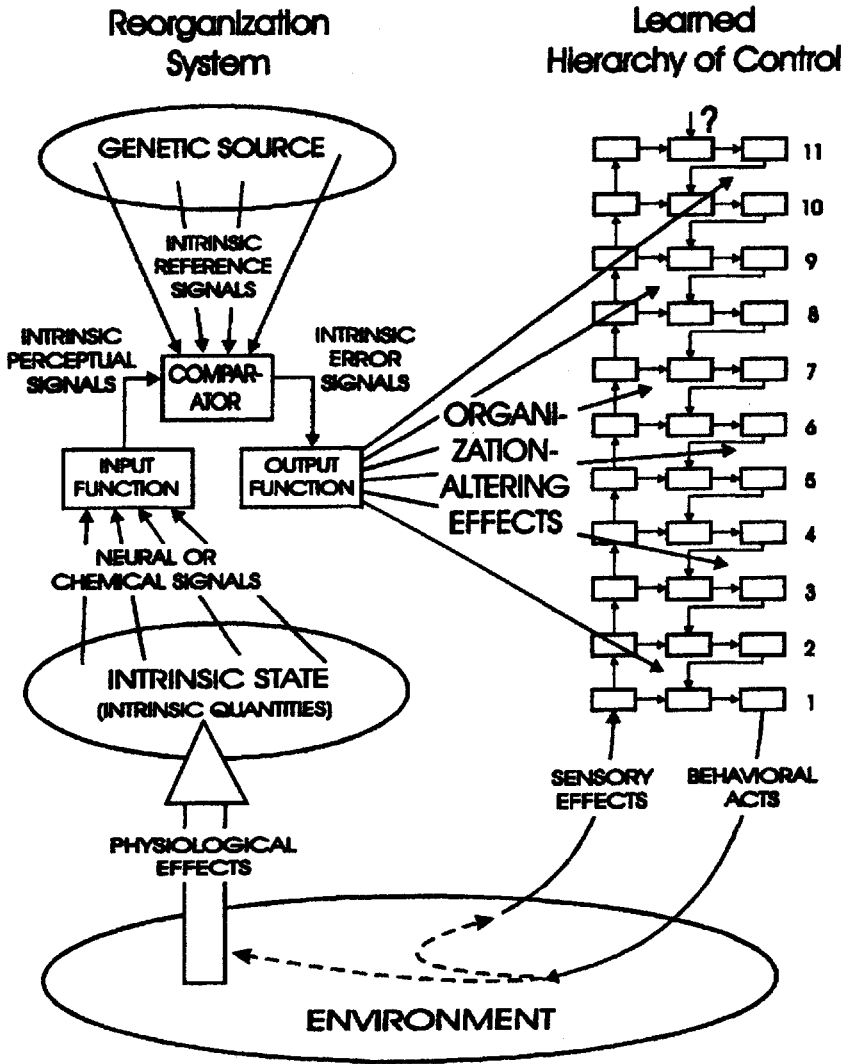 Reorganization
System
Learned
Hierarchy of Control
GENETIC SOURCE
INTRINSIC
REFERENCE
SIGNALS
INTRINSIC
PERCEPTUAL
SIGNALS
COMPAR-
ATOR
INTRINSIC
ERROR
SIGNALS
INPUT
FUNCTION
OUTPUT
FUNCTION
NEURAL OR
CHEMICAL SIGNALS
INTRINSIC STATE
(INTRINSIC QUANTITIES)
PHYSIOLOGICAL
EFFECTS
ORGANI-
ZATION-
ALTERING
EFFECTS
?
11
10
9
8
7
6
5
4
3
2
1
SENSORY
EFFECTS
BEHAVIORAL
ACTS
ENVIRONMENT